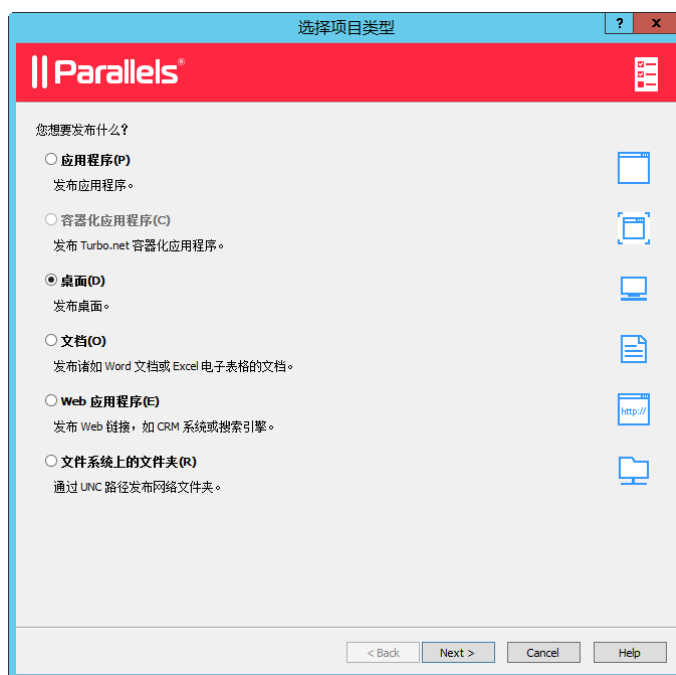 选择项目类型
? x
Parallels®
您想要发布什么?
应用程序(P)
发布应用程序。
容器化应用程序(C)
发布 Turbo.net 容器化应用程序。
桌面(D)
发布桌面。
文档(O)
发布诸如 Word 文档或 Excel 电子表格的文档。
Web 应用程序(E)
http://
发布 Web 链接，如 CRM 系统或搜索引擎。
文件系统上的文件夹(R)
通过 UNC 路径发布网络文件夹。
< Back Next > Cancel Help